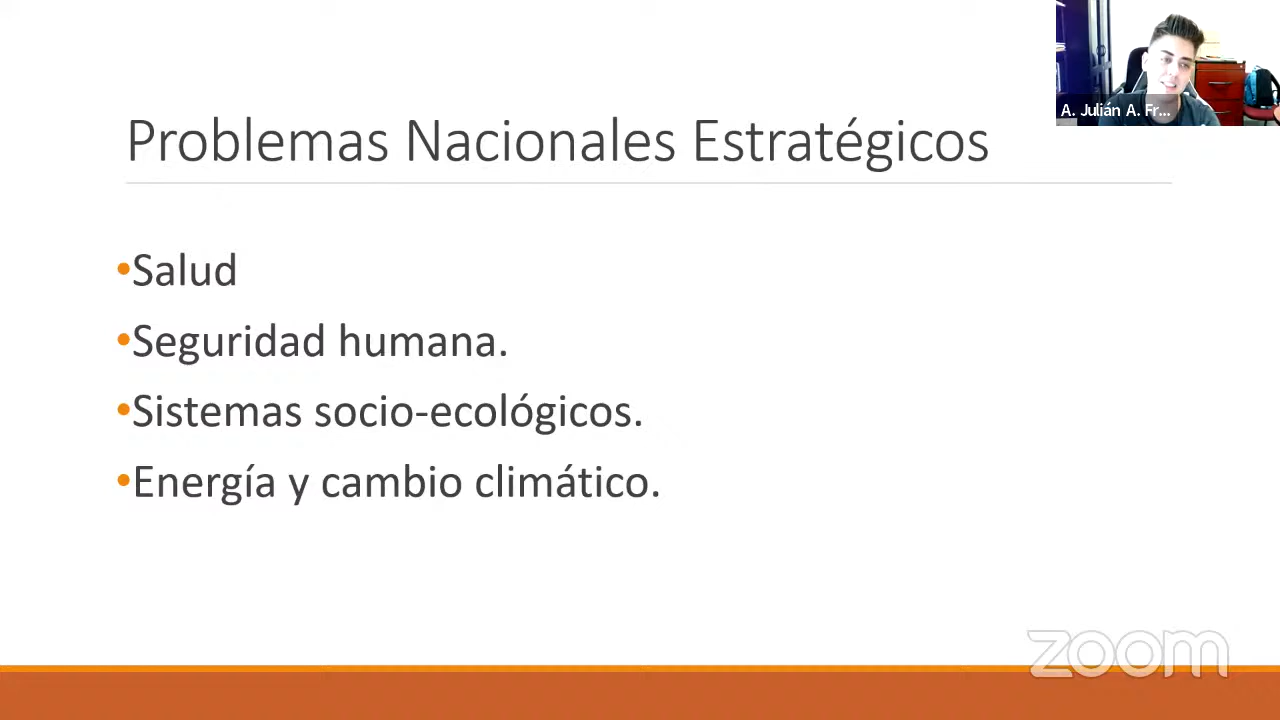 A. Julián A. Fr...
Problemas Nacionales Estratégicos
•Salud
•Seguridad humana.
•Sistemas socio-ecológicos.
•Energía y cambio climático.
zoom